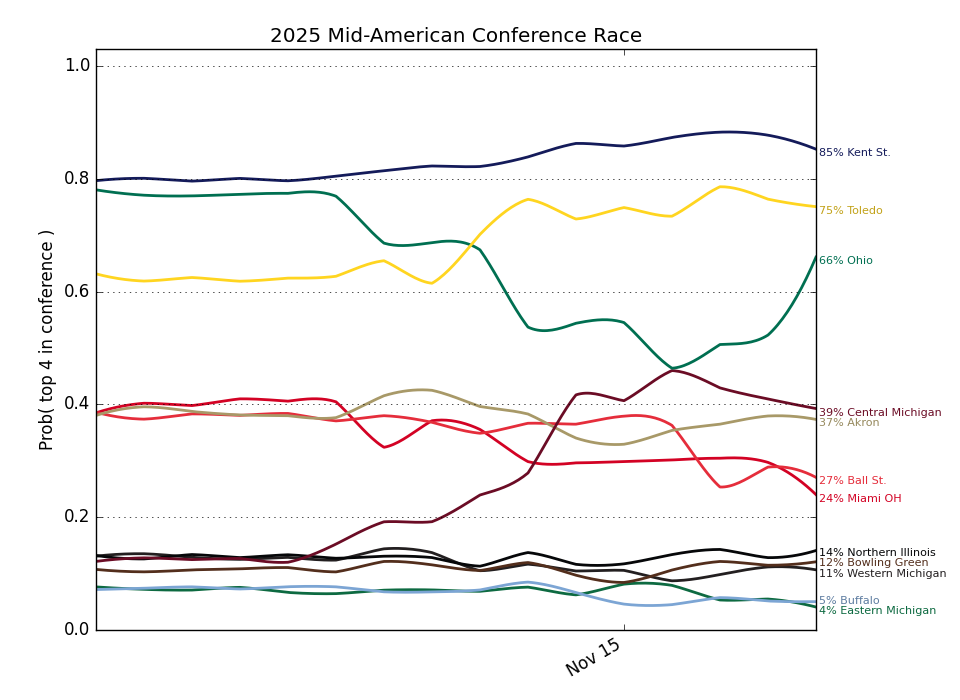 2025 Mid-American Conference Race
1.0
0.8
0.6
0.4
0.2
0.0
Prob( top 4 in conference )
Nov 15
85% Kent St.
75% Toledo
66% Ohio
39% Central Michigan
37% Akron
27% Ball St.
24% Miami OH
14% Northern Illinois
12% Bowling Green
11% Western Michigan
5% Buffalo
4% Eastern Michigan